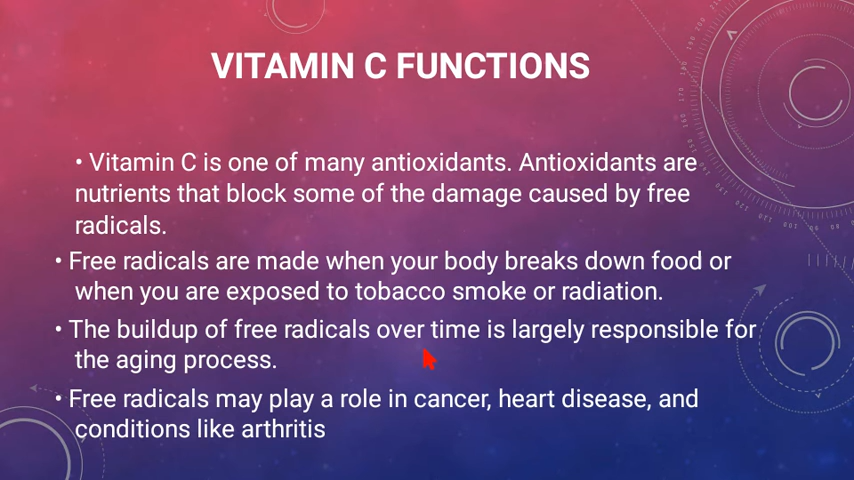 VITAMIN C FUNCTIONS
• Vitamin C is one of many antioxidants. Antioxidants are
nutrients that block some of the damage caused by free
radicals.
• Free radicals are made when your body breaks down food or
when you are exposed to tobacco smoke or radiation.
• The buildup of free radicals over time is largely responsible for
the aging process.
• Free radicals may play a role in cancer, heart disease, and
conditions like arthritis